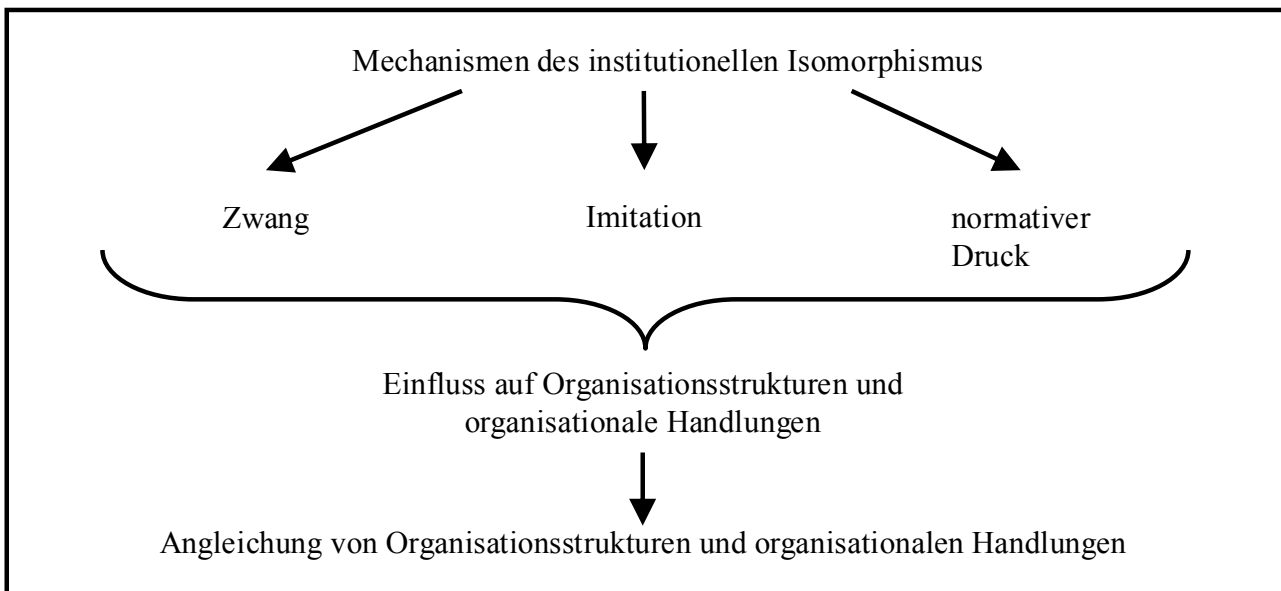 Mechanismen des institutionellen Isomorphismus
Zwang
Imitation
normativer
Druck
Einfluss auf Organisationsstrukturen und
organisationale Handlungen
Angleichung von Organisationsstrukturen und organisationalen Handlungen